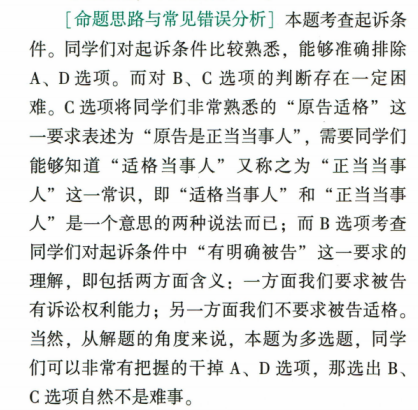 ［命题思路与常见错误分析］本题考查起诉条
件。同学们对起诉条件比较熟悉，能够准确排除
A、D 选项。而对 B、C 选项的判断存在一定困
难。C 选项将同学们非常熟悉的“原告适格”这
一要求表述为“原告是正当当事人”，需要同学们
能够知道“适格当事人”又称之为“正当当事
人”这一常识，即“适格当事人”和“正当当事
人”是一个意思的两种说法而已；而 B 选项考查
同学们对起诉条件中“有明确被告”这一要求的
理解，即包括两方面含义：一方面我们要求被告
有诉讼权利能力；另一方面我们不要求被告适格。
当然，从解题的角度来说，本题为多选题，同学
们可以非常有把握的干掉 A、D 选项，那选出 B、
C 选项自然不是难事。